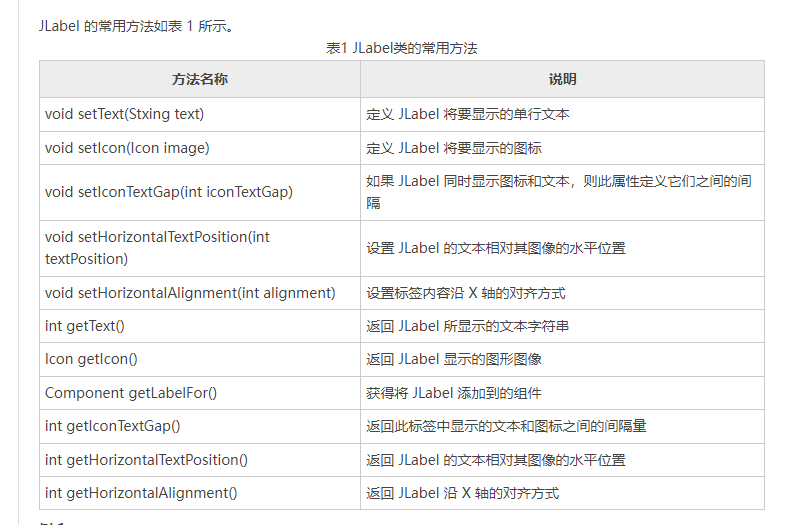 JLabel 的常用方法如表 1 所示。
表1 JLabel类的常用方法
方法名称 说明
void setText(Stxing text) 定义 JLabel 将要显示的单行文本
void setIcon(Icon image) 定义 JLabel 将要显示的图标
void setIconTextGap(int iconTextGap) 如果 JLabel 同时显示图标和文本，则此属性定义它们之间的间
隔
void setHorizontalTextPosition(int
textPosition) 设置 JLabel 的文本相对其图像的水平位置
void setHorizontalAlignment(int alignment) 设置标签内容沿 X 轴的对齐方式
int getText() 返回 JLabel 所显示的文本字符串
Icon getIcon() 返回 JLabel 显示的图形图像
Component getLabelFor() 获得将 JLabel 添加到的组件
int getIconTextGap() 返回此标签中显示的文本和图标之间的间隔量
int getHorizontalTextPosition() 返回 JLabel 的文本相对其图像的水平位置
int getHorizontalAlignment() 返回 JLabel 沿 X 轴的对齐方式